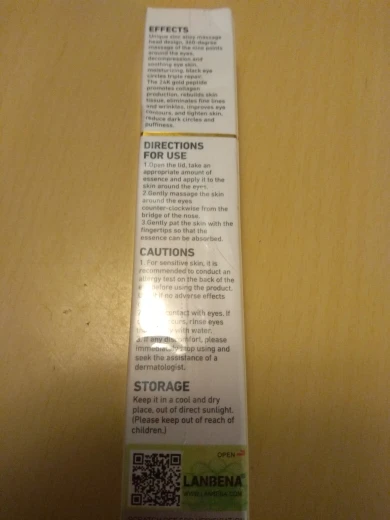 EFFECTS
Unique zinc alloy massage
head design, 360-degree
massage of the acupoints
around the eyes,
decompression and
soothing eye skin,
moisturizing, black eye
circles triple repair.
The 24K gold peptide
promotes collagen
production, rebuilds skin
tissue, eliminates fine lines
and wrinkles, improves eye
contours, and tighten skin,
reduce dark circles and
puffiness.
DIRECTIONS
FOR USE
1.Open the lid, take an
appropriate amount of
essence and apply it to the
skin around the eyes.
2.Gently massage the skin
around the eyes
counter-clockwise from the
bridge of the nose.
3.Gently pat the skin with the
fingertips so that the
essence can be absorbed.
CAUTIONS
1. For sensitive skin, it is
recommended to conduct an
allergy test on the back of the
before using the product.
if no adverse effects
contact with eyes. If
rinse eyes
with water.
If any discomfort, please
immediately stop using and
seek the assistance of a
dermatologist.
STORAGE
Keep it in a cool and dry
place, out of direct sunlight.
(Please keep out of reach of
children.)
OPEN
LANBENA
WWW.LANBENA.COM